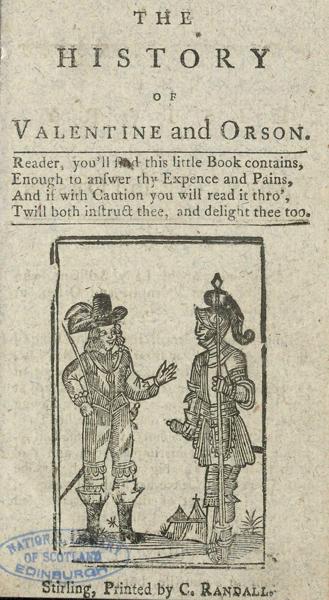 THE
HISTORY
OF
VALENTINE and ORSON.
Reader, you'll find this little Book contains,
Enough to anſwer thy Expence and Pains,
And if with Caution you will read it thro',
Twill both inſtruct thee, and delight thee too.
NATIONAL LIBRARY
OF SCOTLAND
EDINBURGH
Stirling, Printed by C. RANDALL.